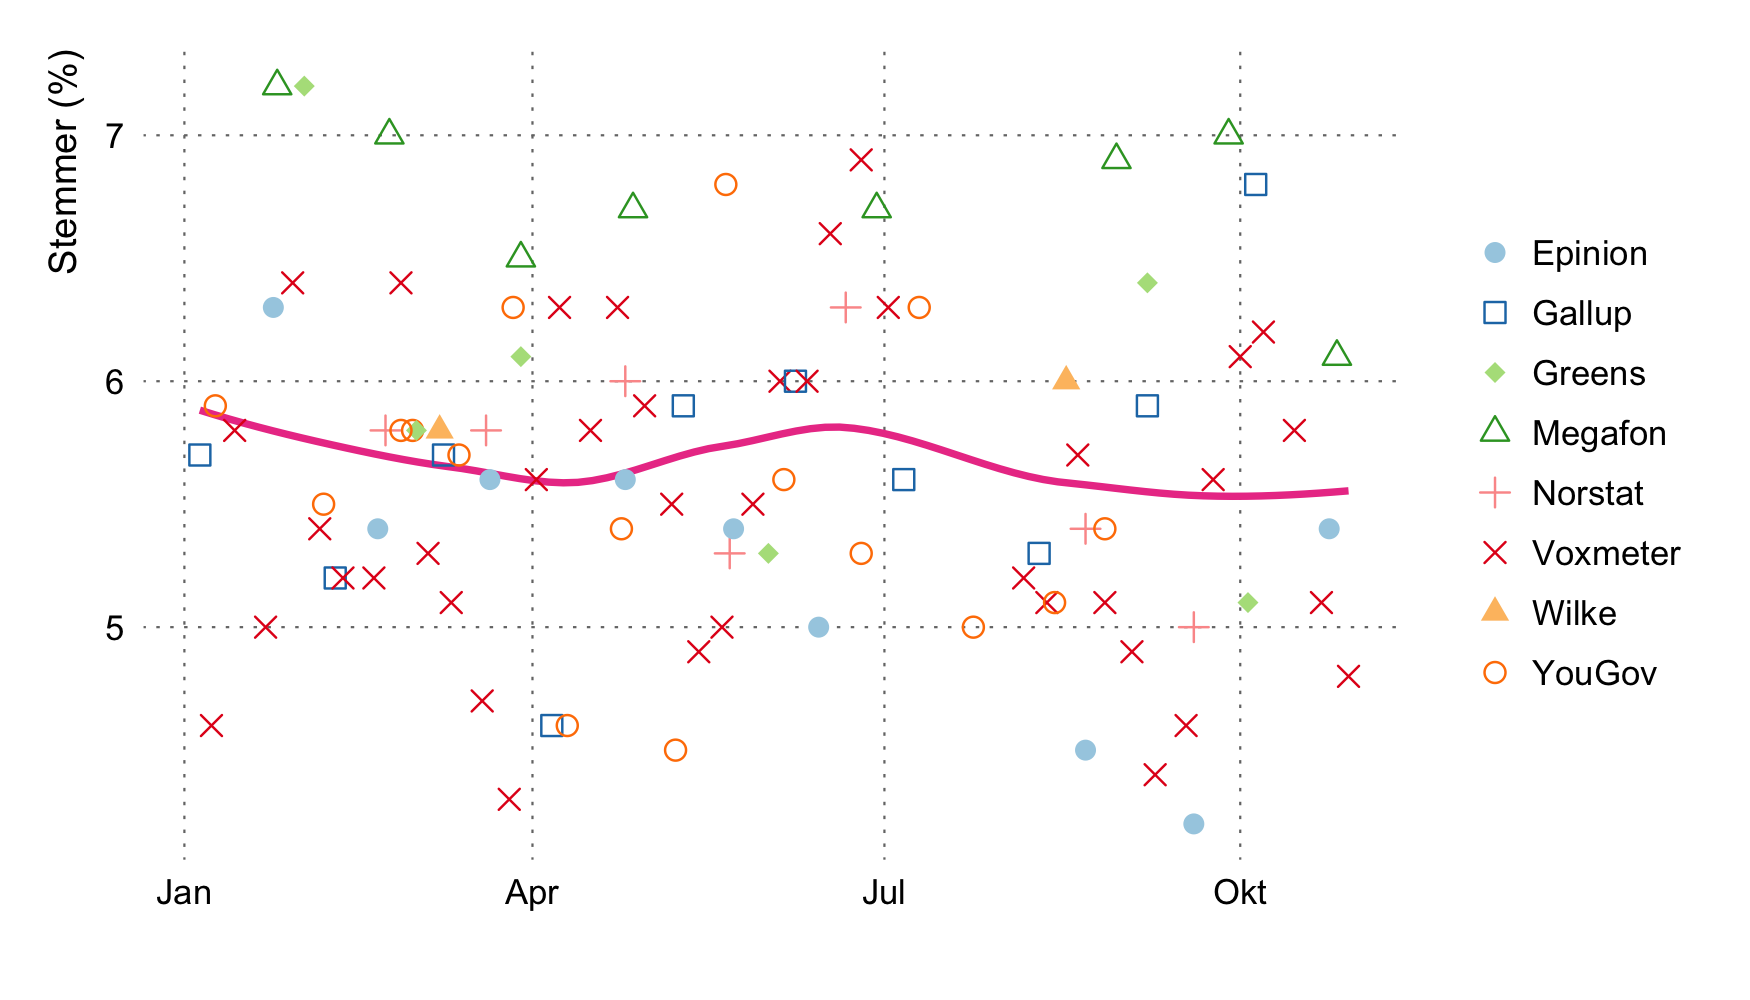 Stemmer (%)
7
6
5
Jan Apr Jul Okt
Epinion
Gallup
Greens
Megafon
Norstat
Voxmeter
Wilke
YouGov